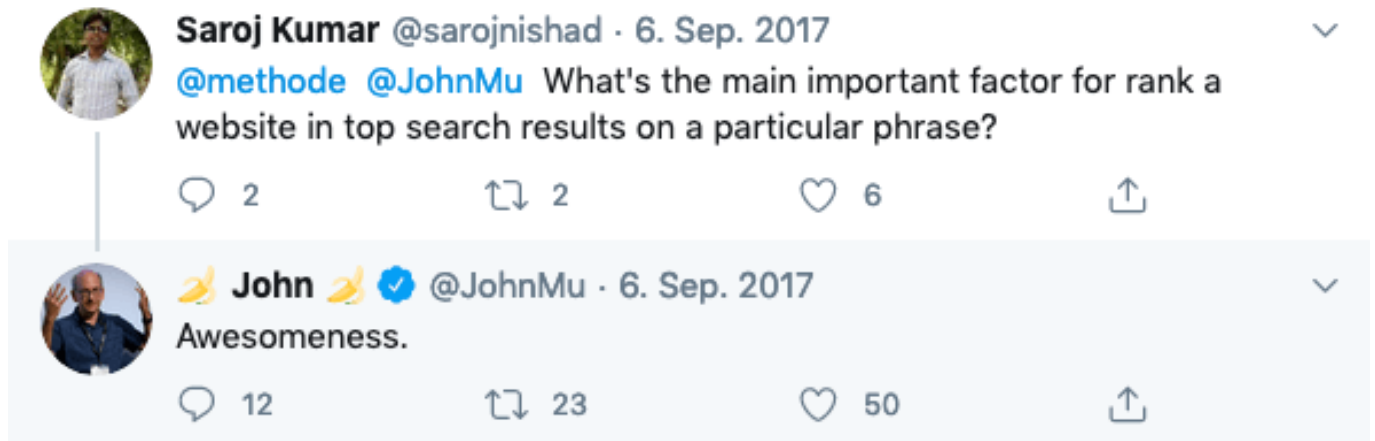 Saroj Kumar @sarojnishad · 6. Sep. 2017
@methode @JohnMu What's the main important factor for rank a
website in top search results on a particular phrase?
2 2 6
🍌 John 🍌 @JohnMu · 6. Sep. 2017
Awesomeness.
12 23 50